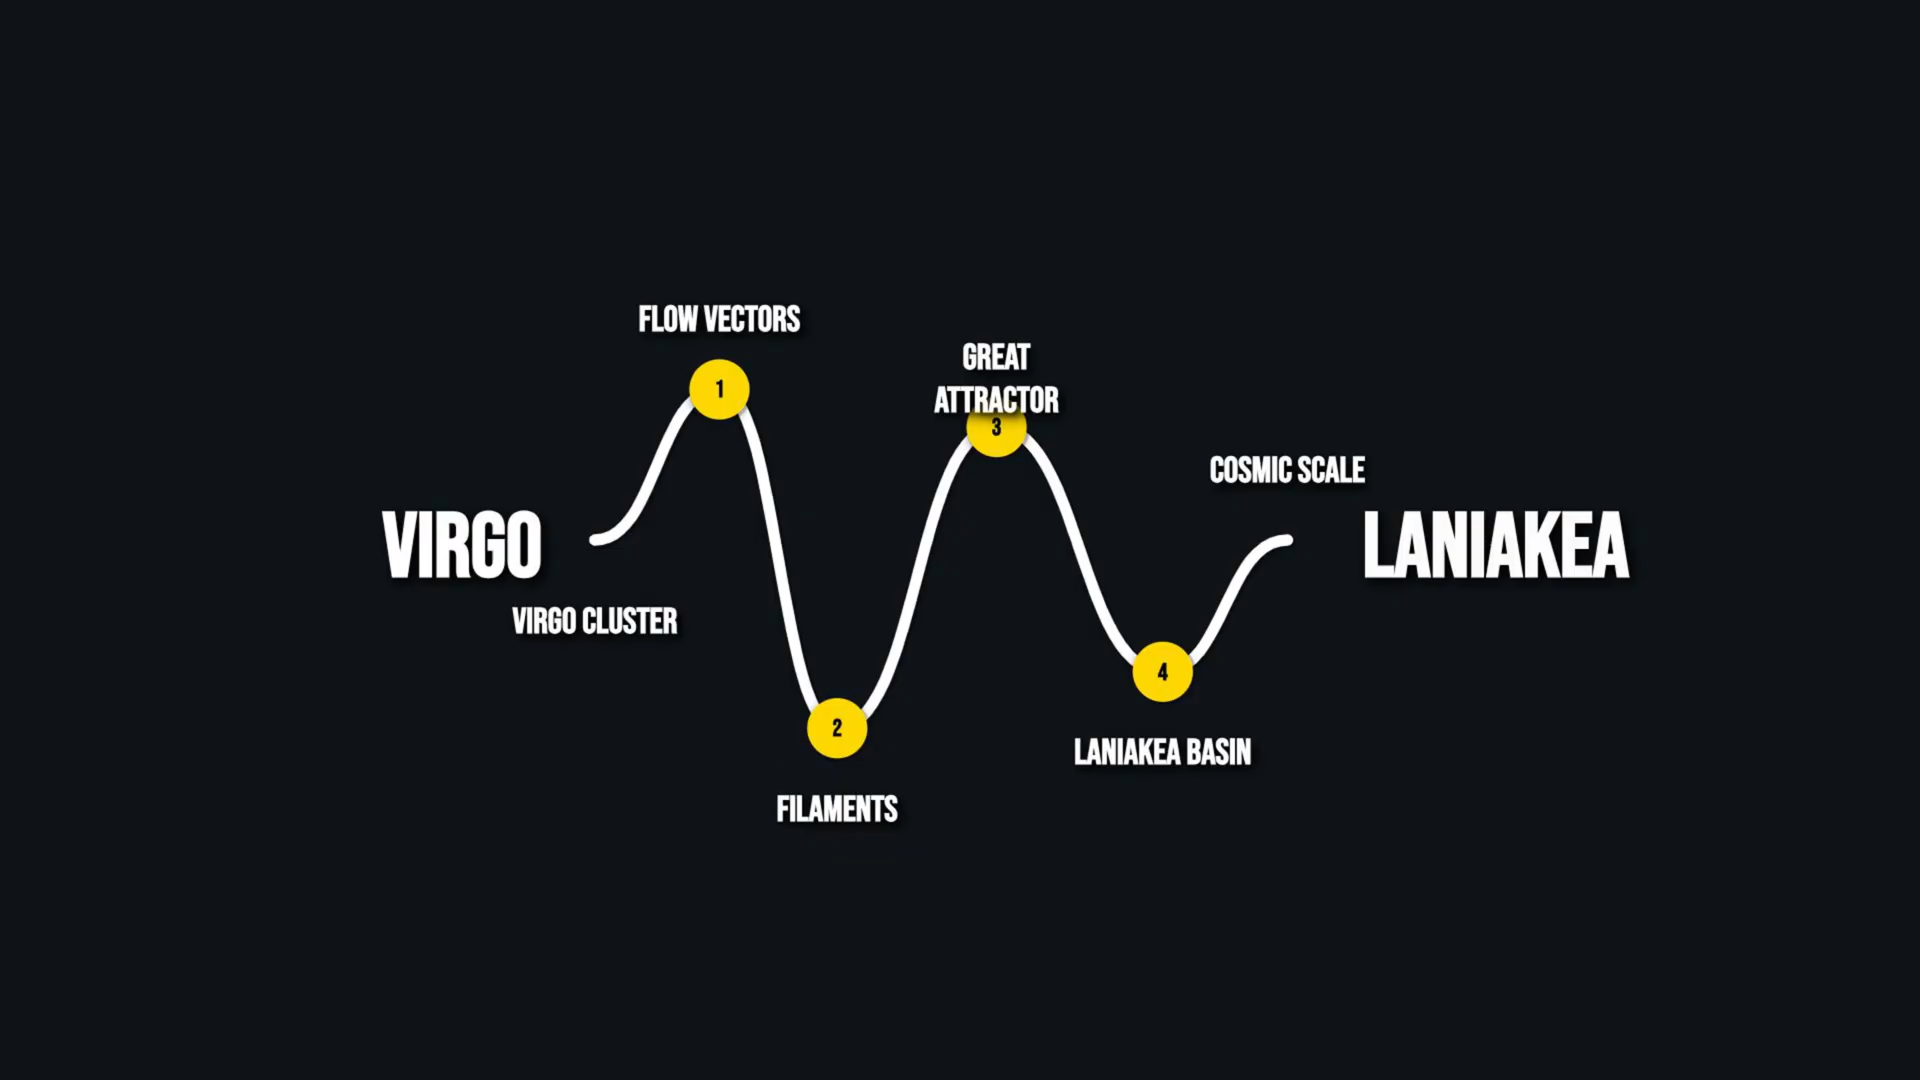 FLOW VECTORS
1
GREAT
ATTRACTOR
3
COSMIC SCALE
VIRGO
LANIAKEA
VIRGO CLUSTER
4
2
LANIAKEA BASIN
FILAMENTS